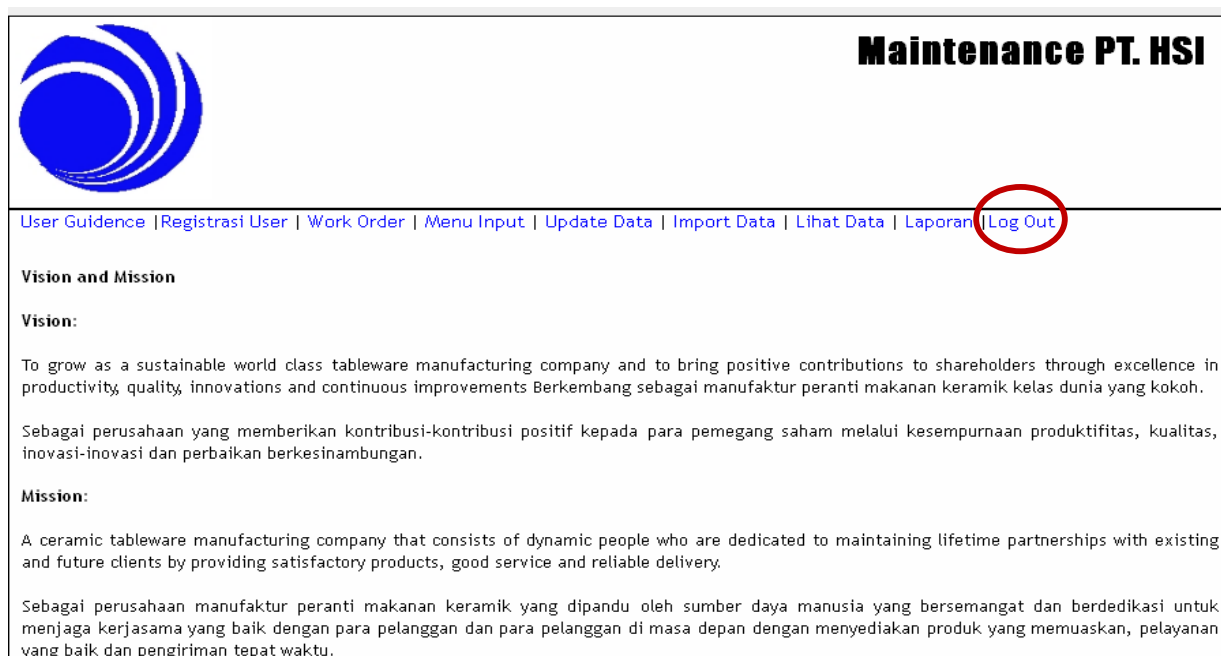 Maintenance PT. HSI
User Guidence |Registrasi User | Work Order | Menu Input | Update Data | Import Data | Lihat Data | Laporan |Log Out
Vision and Mission
Vision:
To grow as a sustainable world class tableware manufacturing company and to bring positive contributions to shareholders through excellence in
productivity, quality, innovations and continuous improvements Berkembang sebagai manufaktur peranti makanan keramik kelas dunia yang kokoh.
Sebagai perusahaan yang memberikan kontribusi-kontribusi positif kepada para pemegang saham melalui kesempurnaan produktifitas, kualitas,
inovasi-inovasi dan perbaikan berkesinambungan.
Mission:
A ceramic tableware manufacturing company that consists of dynamic people who are dedicated to maintaining lifetime partnerships with existing
and future clients by providing satisfactory products, good service and reliable delivery.
Sebagai perusahaan manufaktur peranti makanan keramik yang dipandu oleh sumber daya manusia yang bersemangat dan berdedikasi untuk
menjaga kerjasama yang baik dengan para pelanggan dan para pelanggan di masa depan dengan menyediakan produk yang memuaskan, pelayanan
yang baik dan pengiriman tepat waktu.